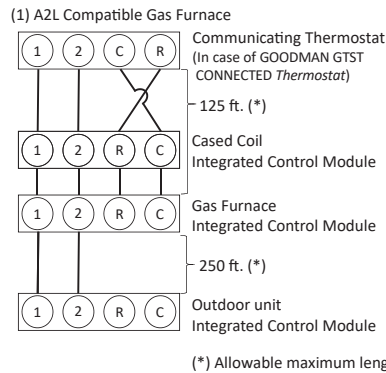 (1) A2L Compatible Gas Furnace
1 2 C R
Communicating Thermostat
(In case of GOODMAN GTST
CONNECTED Thermostat)
125 ft. (*)
1 2 R C
Cased Coil
Integrated Control Module
1 2 R C
Gas Furnace
Integrated Control Module
250 ft. (*)
1 2 R C
Outdoor unit
Integrated Control Module
(*) Allowable maximum leng